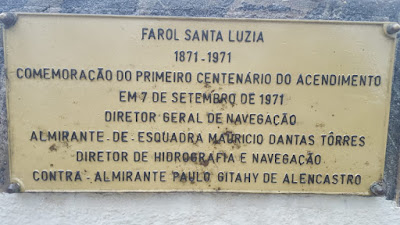 FAROL SANTA LUZIA
1871-1971
COMEMORAÇÃO DO PRIMEIRO CENTENÁRIO DO ACENDIMENTO
EM 7 DE SETEMBRO DE 1971
DIRETOR GERAL DE NAVEGAÇÃO
ALMIRANTE-DE-ESQUADRA MAURICIO DANTAS TÔRRES
DIRETOR DE HIDROGRAFIA E NAVEGAÇÃO
CONTRA-ALMIRANTE PAULO GITAHY DE ALENCASTRO